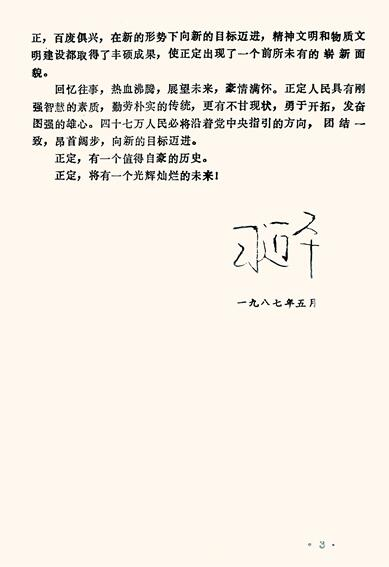 正，百废俱兴，在新的形势下向新的目标迈进，精神文明和物质文
明建设都取得了丰硕成果，使正定出现了一个前所未有的崭新面
貌。
回忆往事，热血沸腾，展望未来，豪情满怀。正定人民具有刚
强智慧的素质，勤劳朴实的传统，更有不甘现状，勇于开拓，发奋
图强的雄心。四十七万人民必将沿着党中央指引的方向，团结一
致，昂首阔步，向新的目标迈进。
正定，有一个值得自豪的历史。
正定，将有一个光辉灿烂的未来！
一九八七年五月
· 3 ·